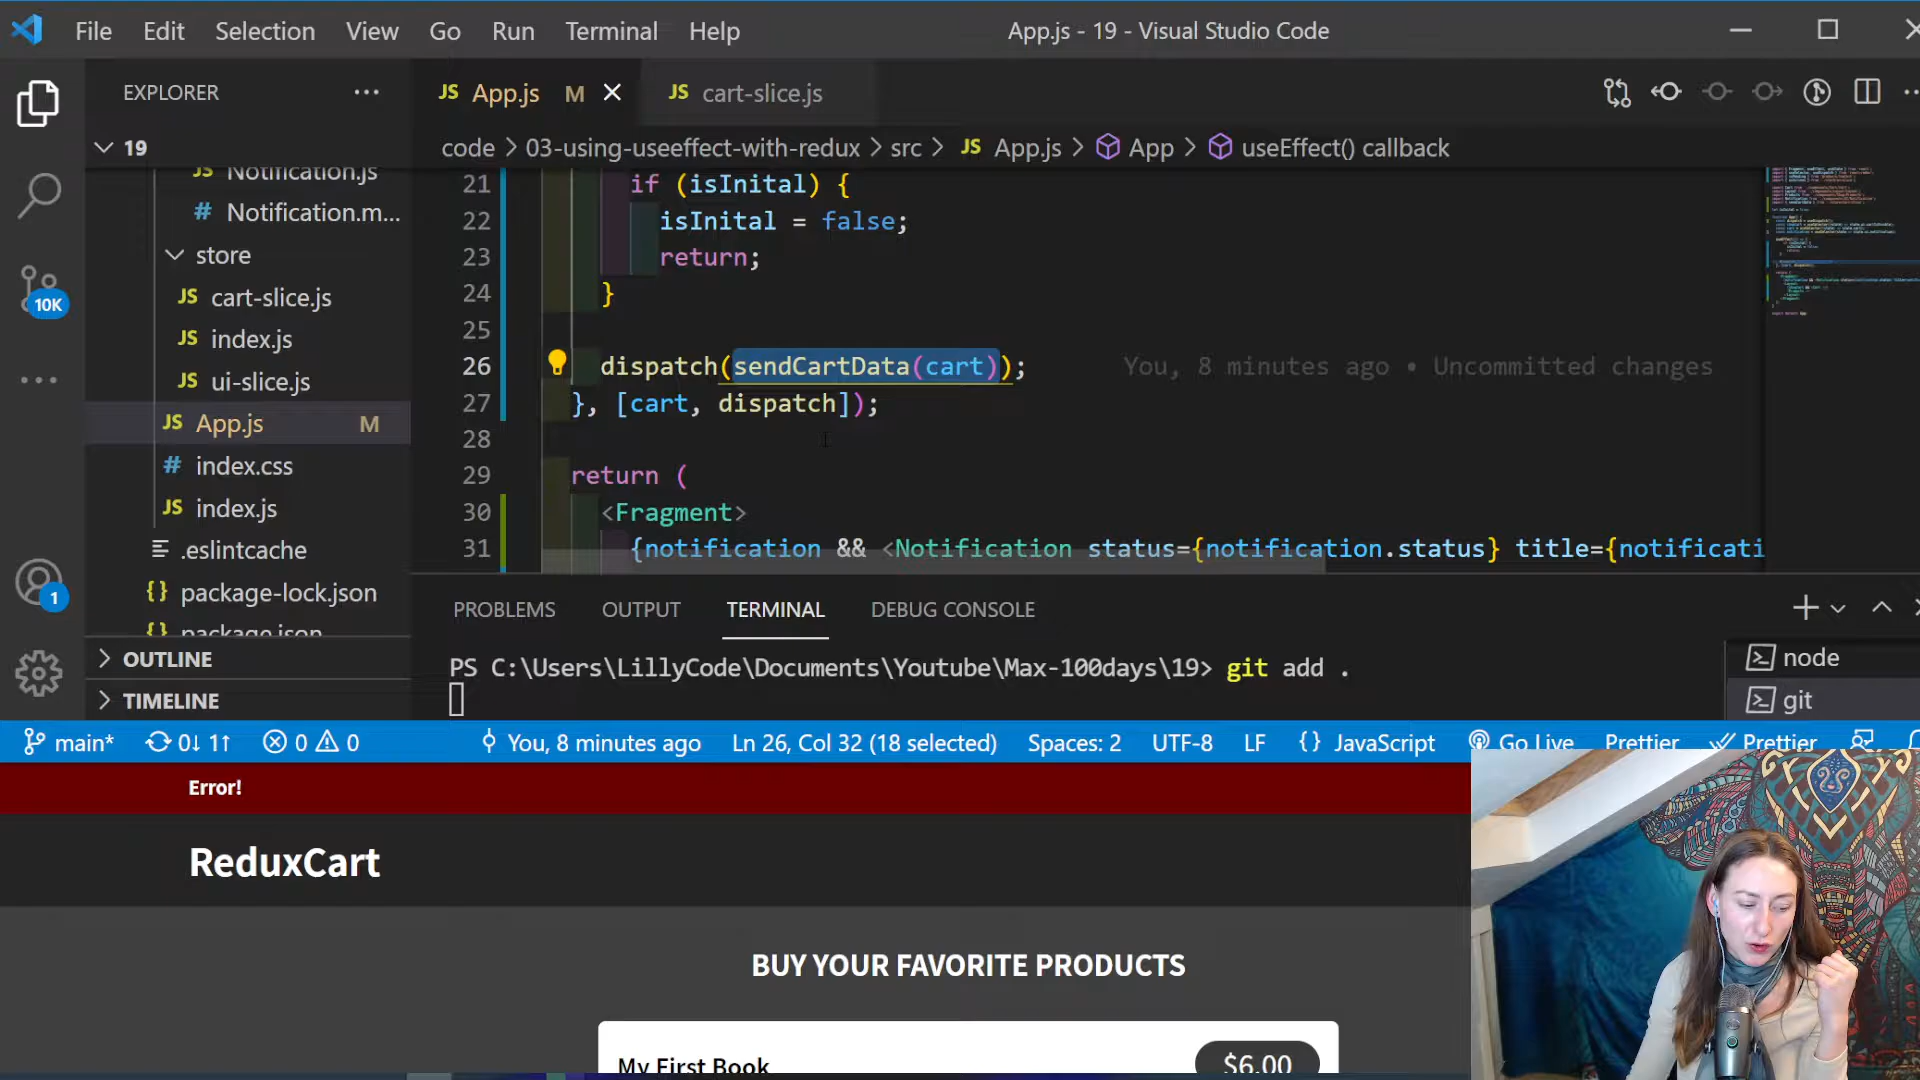 File Edit Selection View Go Run Terminal Help
App.js - 19 - Visual Studio Code
EXPLORER
JS App.js M
JS cart-slice.js
19
code > 03-using-useeffect-with-redux > src > JS App.js > App > useEffect() callback
Notification.js
# Notification.m...
store
JS cart-slice.js
JS index.js
JS ui-slice.js
JS App.js M
# index.css
JS index.js
.eslintcache
{} package-lock.json
{} package.json
OUTLINE
TIMELINE
10K
1
21 if (isInital) {
22 isInital = false;
23 return;
24 }
25
26 dispatch(sendCartData(cart)); You, 8 minutes ago • Uncommitted changes
27 }, [cart, dispatch]);
28
29 return (
30 <Fragment>
31 {notification && <Notification status={notification.status} title={notificati
PROBLEMS OUTPUT TERMINAL DEBUG CONSOLE
PS C:\Users\LillyCode\Documents\Youtube\Max-100days\19> git add .
node
git
main* 0↓ 1↑ 0 0 You, 8 minutes ago Ln 26, Col 32 (18 selected) Spaces: 2 UTF-8 LF {} JavaScript Go Live Prettier Prettier
Error!
ReduxCart
BUY YOUR FAVORITE PRODUCTS
My First Book $6.00